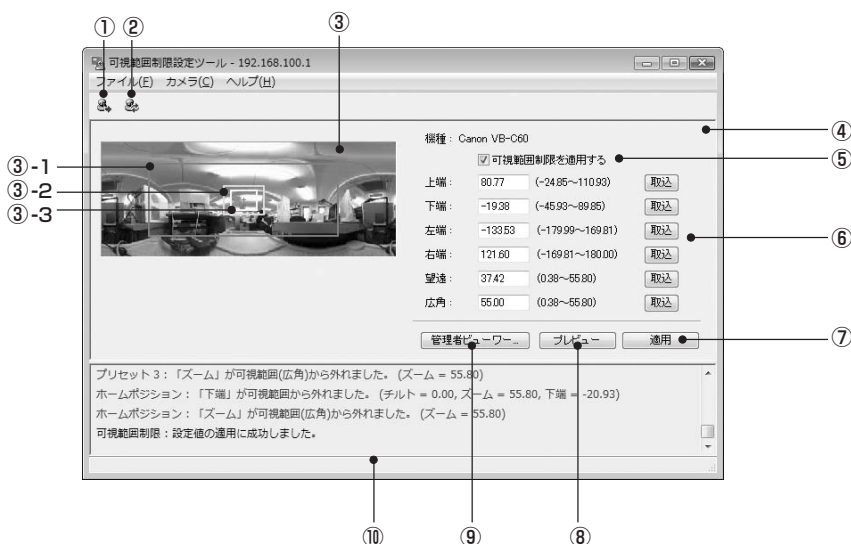 ① ② ③
可視範囲制限設定ツール - 192.168.100.1
ファイル(F) カメラ(C) ヘルプ(H)
機種： Canon VB-C60 ④
可視範囲制限を適用する ⑤
③-1
③-2
③-3
上端： 80.77 (-24.85～110.93) 取込
下端： -19.38 (-45.93～89.85) 取込
左端： -133.53 (-179.99～169.81) 取込 ⑥
右端： 121.60 (-169.81～180.00) 取込
望遠： 37.42 (0.38～55.80) 取込
広角： 55.00 (0.38～55.80) 取込
管理者ビューワー... プレビュー 適用 ⑦
プリセット 3：「ズーム」が可視範囲(広角)から外れました。 (ズーム = 55.80)
ホームポジション：「下端」が可視範囲から外れました。 (チルト = 0.00, ズーム = 55.80, 下端 = -20.93)
ホームポジション：「ズーム」が可視範囲(広角)から外れました。 (ズーム = 55.80)
可視範囲制限：設定値の適用に成功しました。
⑩ ⑨ ⑧